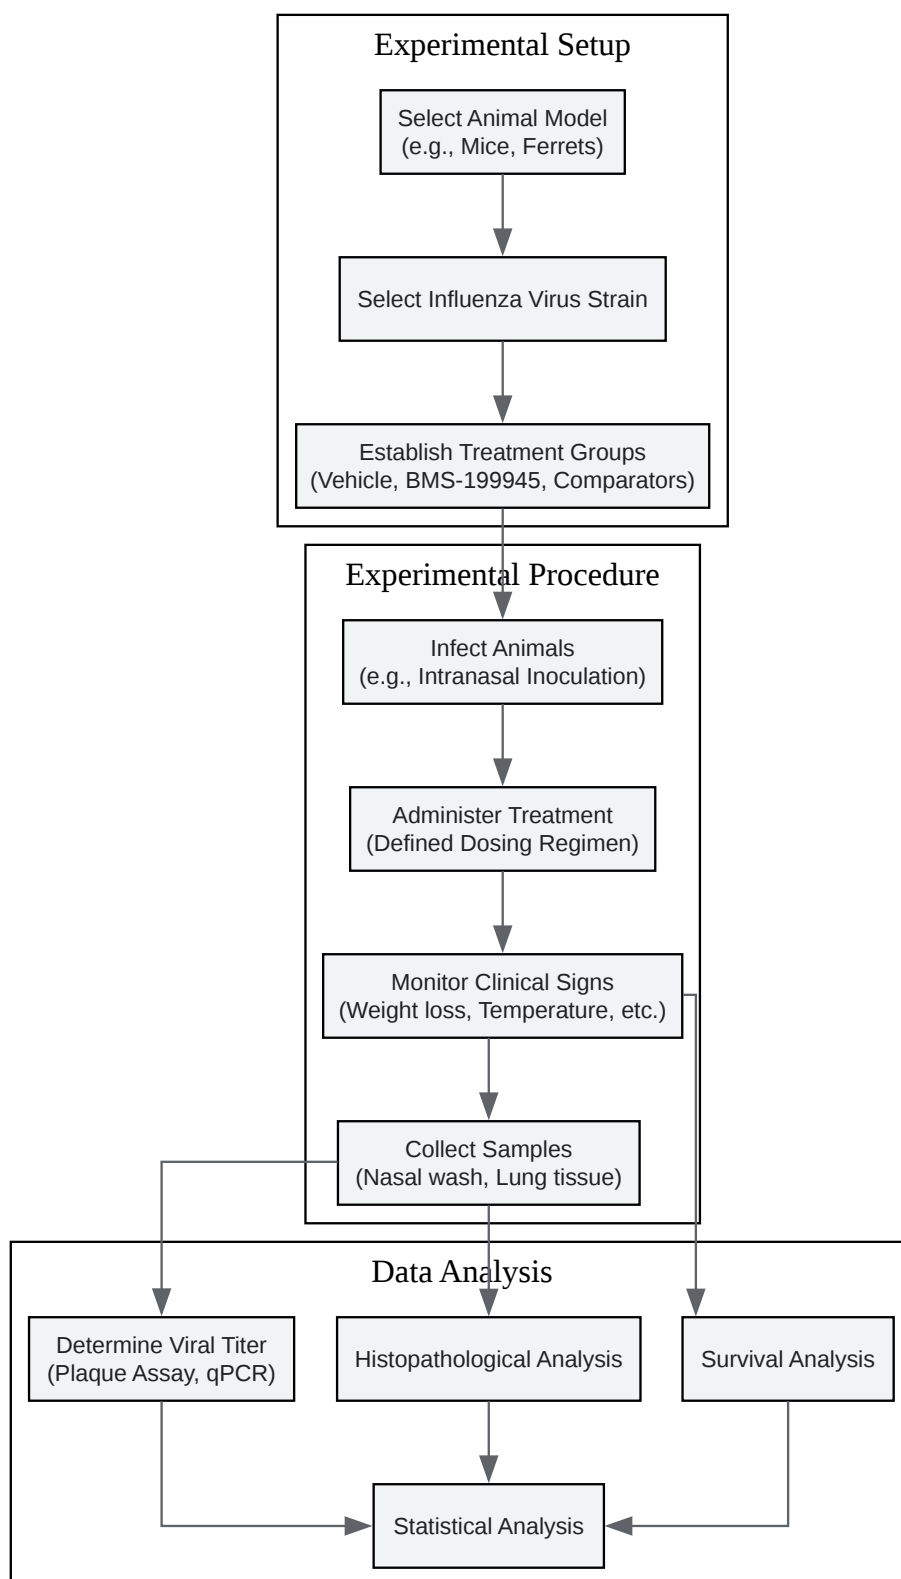 Experimental Setup
Select Animal Model
(e.g., Mice, Ferrets)
Select Influenza Virus Strain
Establish Treatment Groups
(Vehicle, BMS-199945, Comparators)
Experimental Procedure
Infect Animals
(e.g., Intranasal Inoculation)
Administer Treatment
(Defined Dosing Regimen)
Monitor Clinical Signs
(Weight loss, Temperature, etc.)
Collect Samples
(Nasal wash, Lung tissue)
Data Analysis
Determine Viral Titer
(Plaque Assay, qPCR)
Histopathological Analysis
Survival Analysis
Statistical Analysis